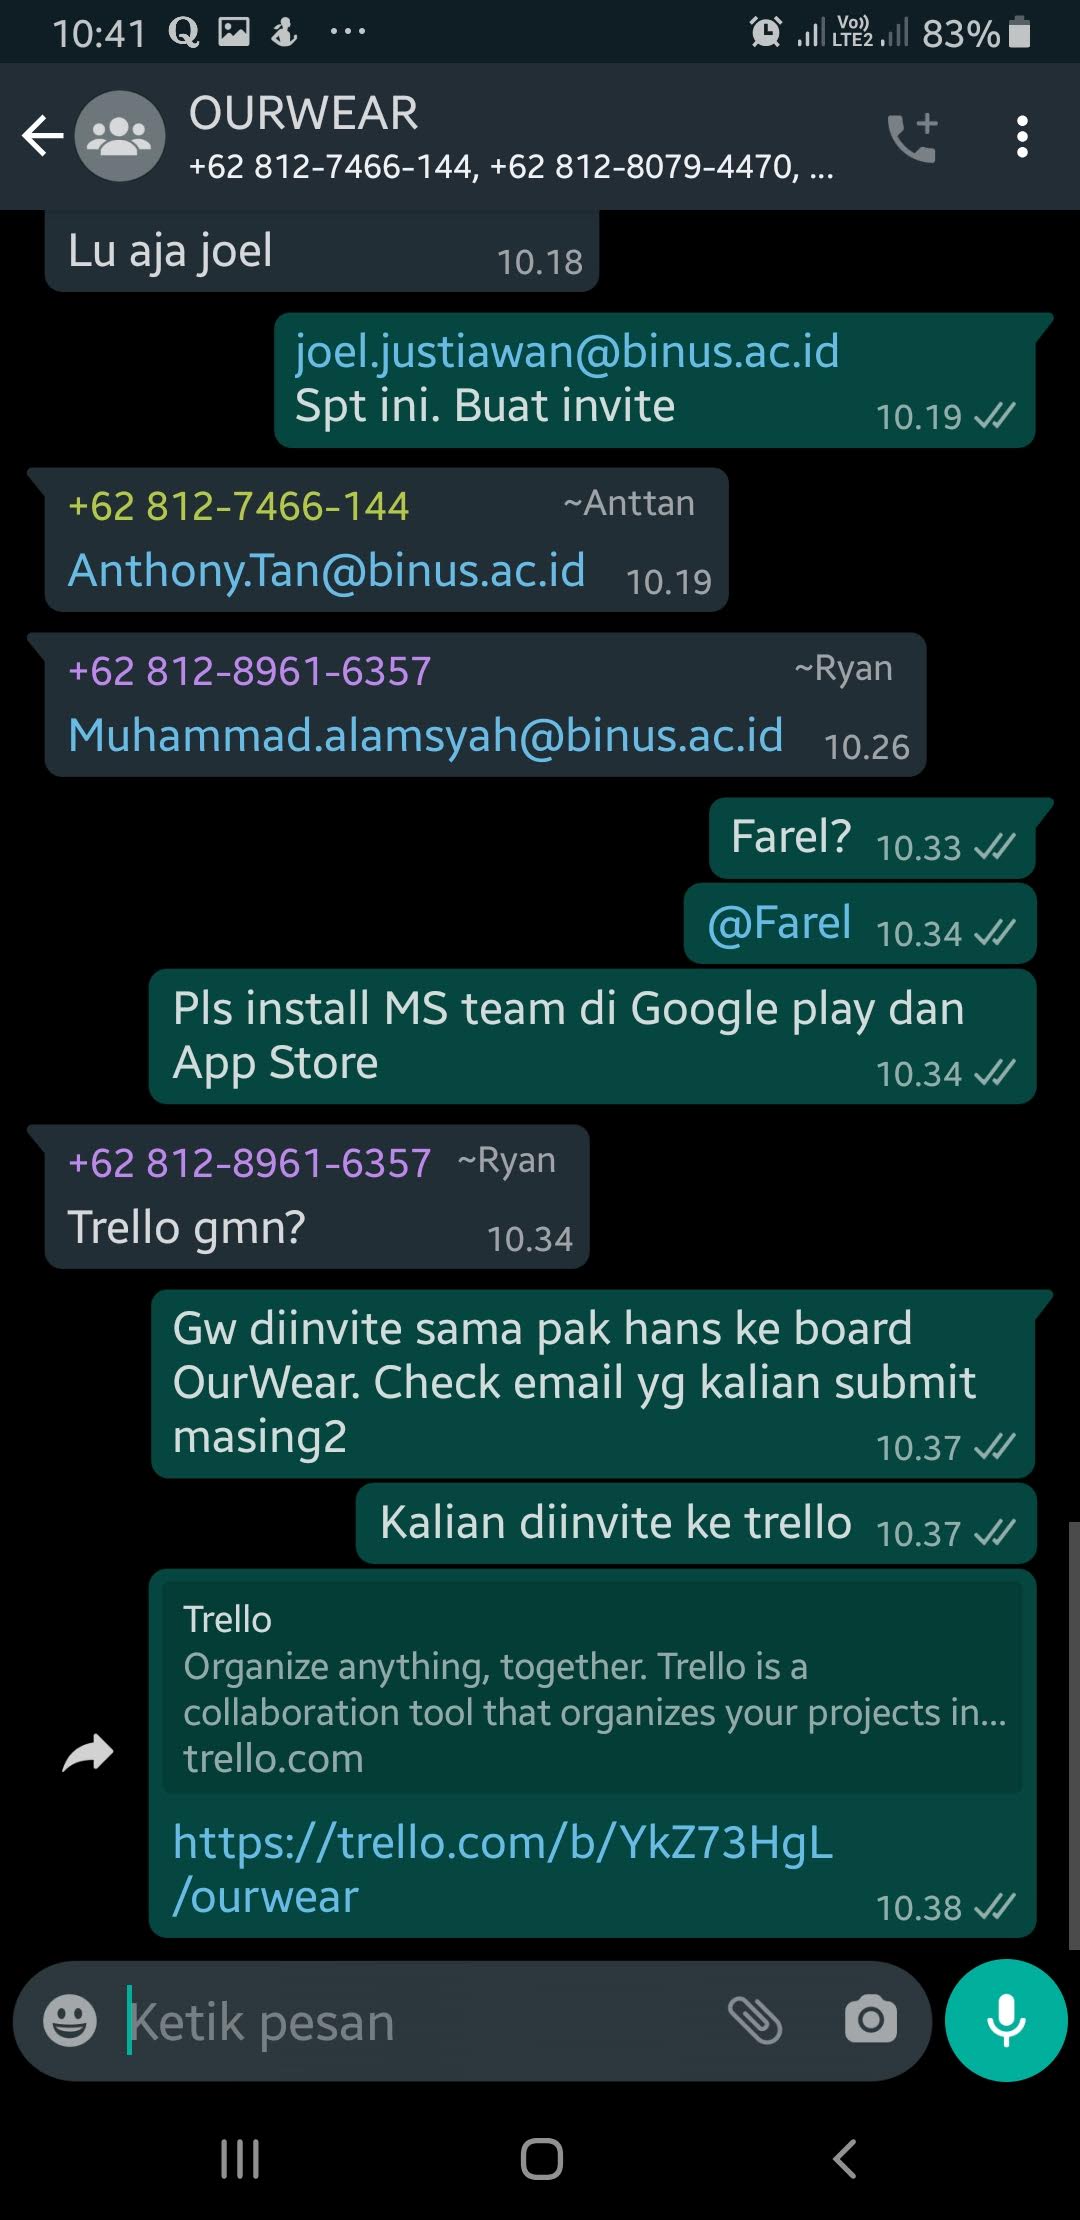 10:41
Vo))
LTE2
83%
OURWEAR
+62 812-7466-144, +62 812-8079-4470, ...
Lu aja joel
10.18
joel.justiawan@binus.ac.id
Spt ini. Buat invite
10.19
+62 812-7466-144 ~Anttan
Anthony.Tan@binus.ac.id
10.19
+62 812-8961-6357 ~Ryan
Muhammad.alamsyah@binus.ac.id
10.26
Farel?
10.33
@Farel
10.34
Pls install MS team di Google play dan
App Store
10.34
+62 812-8961-6357 ~Ryan
Trello gmn?
10.34
Gw diinvite sama pak hans ke board
OurWear. Check email yg kalian submit
masing2
10.37
Kalian diinvite ke trello
10.37
Trello
Organize anything, together. Trello is a
collaboration tool that organizes your projects in...
trello.com
https://trello.com/b/YkZ73HgL
/ourwear
10.38
Ketik pesan